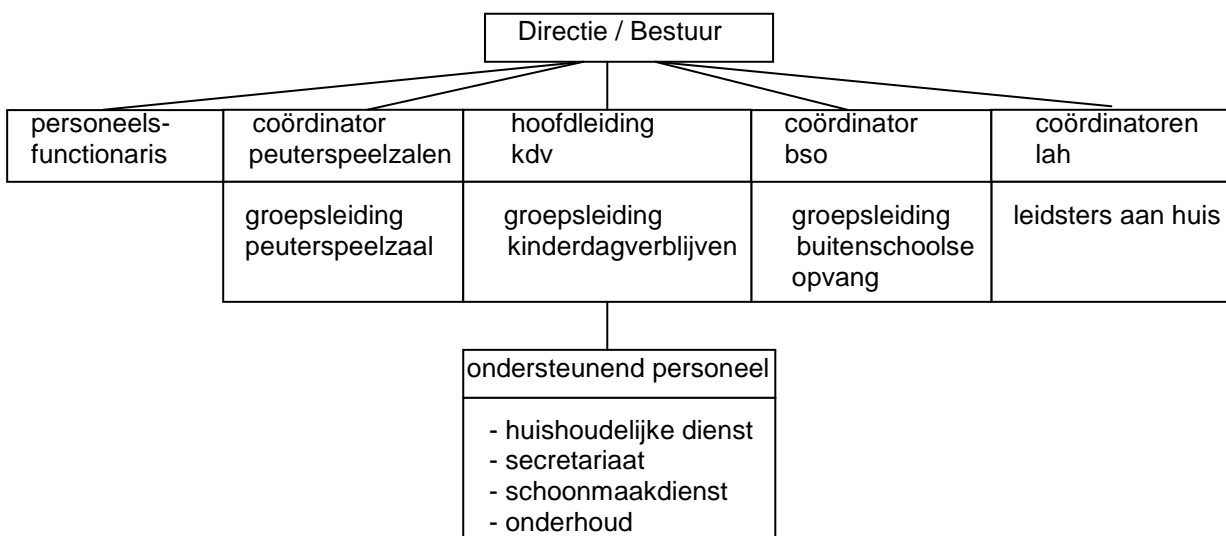 Directie / Bestuur
personeels-
functionaris
coördinator
peuterspeelzalen
hoofdleiding
kdv
coördinator
bso
coördinatoren
lah
groepsleiding
peuterspeelzaal
groepsleiding
kinderdagverblijven
groepsleiding
buitenschoolse
opvang
leidsters aan huis
ondersteunend personeel
- huishoudelijke dienst
- secretariaat
- schoonmaakdienst
- onderhoud